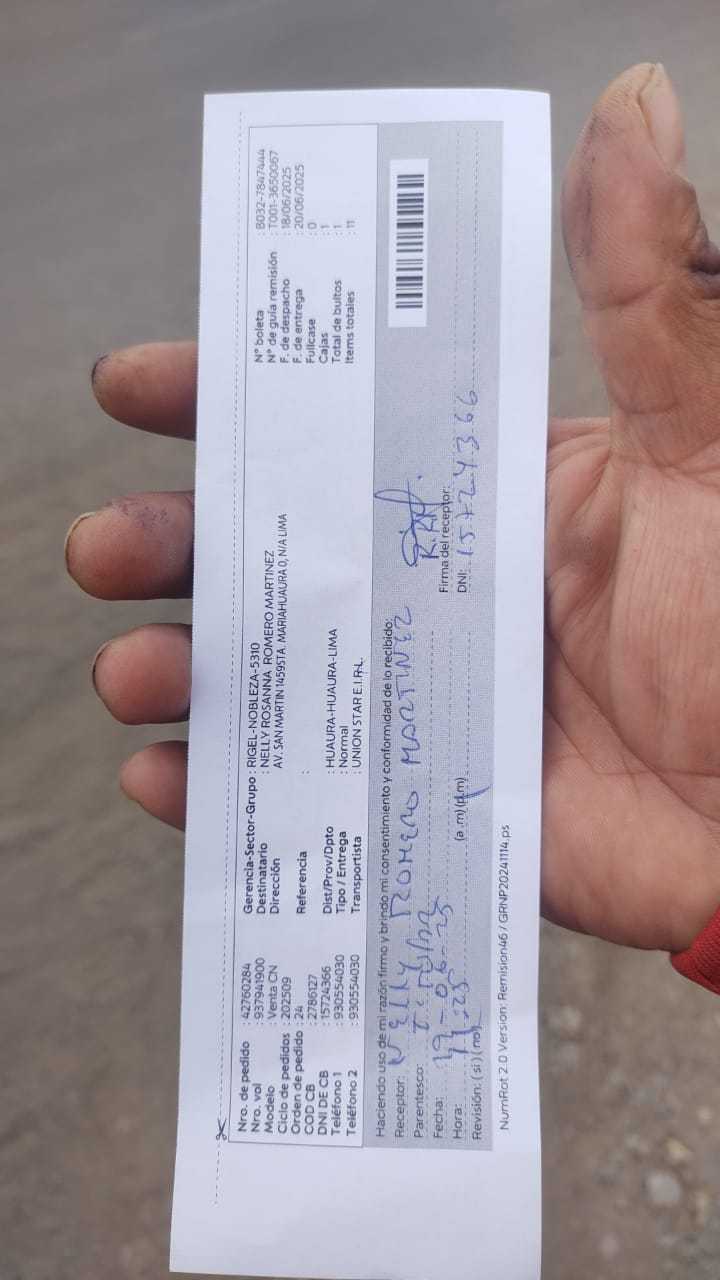 Nro. de pedido : 42760284
Nro. vol : 937941900
Modelo : Venta CN
Ciclo de pedidos : 202509
Orden de pedido : 24
COD CB : 2786127
DNI DE CB : 15724366
Teléfono 1 : 930554030
Teléfono 2 : 930554030
Gerencia-Sector-Grupo : RIGEL-NOBLEZA-5310
Destinatario : NELLY ROSANNA ROMERO MARTINEZ
Dirección : AV. SAN MARTIN 1459STA. MARIAHUAURA 0, N/A LIMA
Referencia :
Dist/Prov/Dpto : HUAURA-HUAURA-LIMA
Tipo / Entrega : Normal
Transportista : UNION STAR E.I.R.L.
N° boleta : B032-7847444
N° de guía remisión : T001-3650067
F. de despacho : 18/06/2025
F. de entrega : 20/06/2025
Fullcase : 0
Cajas : 1
Total de bultos : 1
Items totales : 11
Haciendo uso de mi razón firmo y brindo mi consentimiento y conformidad de lo recibido:
Receptor: NELLY ROMERO MARTINEZ
Parentesco: Titular
Fecha: 19-06-25
Hora: (a.m)(p.m)
Revisión: (si)(no)
Firma del receptor:
DNI: 15724366
NumRot 2.0 Version: Remision46 / GRNP20241114.ps